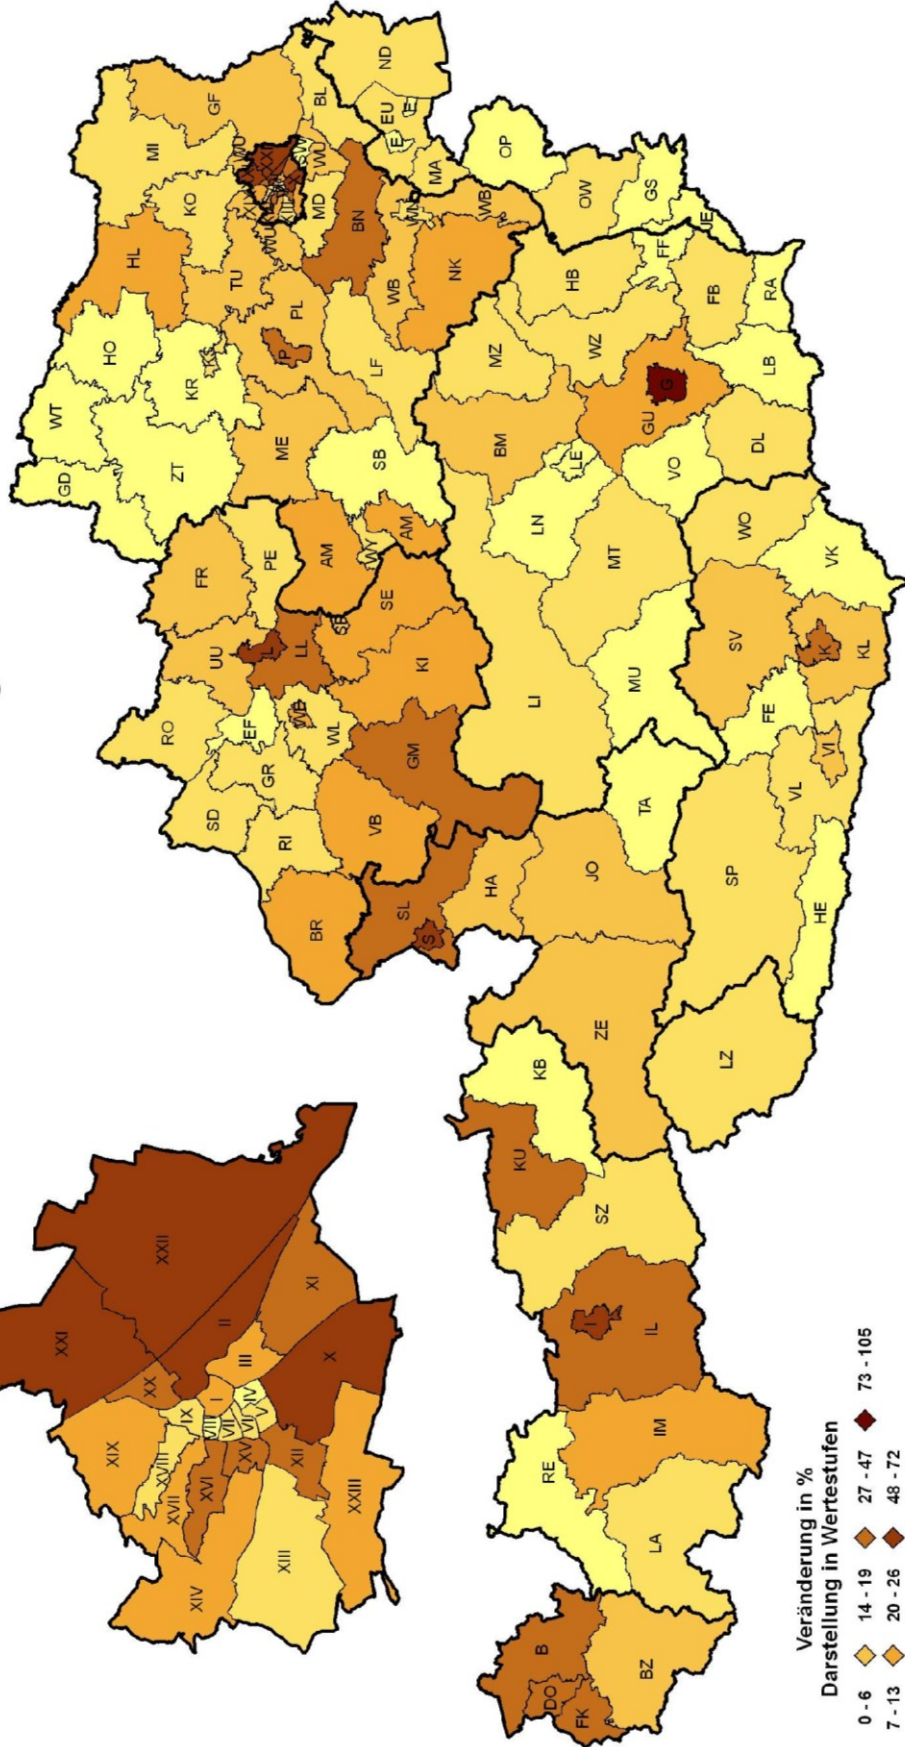 XXI
XXII
II
XX
XI
III
I
X
IX
VIII
VII
VI
V
IV
XIX
XVIII
XVII
XVI
XV
XII
XIV
XIII
XXIII
WT
GD
HO
HL
ZT
KR
KO
MI
GF
TU
PL
P
ME
LF
SB
AM
WY
AM
MD
BN
BL
WU
WB
NK
WB
MA
EU
E
ND
FR
PE
UU
L
LL
SE
KI
RO
EF
WE
WL
GR
SD
RI
VB
GM
BR
SL
S
HA
JO
TA
ZE
KB
KU
SZ
IL
I
IM
RE
LA
B
DO
FK
BZ
LI
LN
LE
MT
MU
BM
MZ
WZ
HB
GU
G
VO
DL
LB
FB
FF
RA
OP
OW
GS
JE
WO
VK
SV
K
KL
FE
VI
VL
SP
HE
LZ
Veränderung in %
Darstellung in Wertestufen
0 - 6
14 - 19
27 - 47
73 - 105
7 - 13
20 - 26
48 - 72